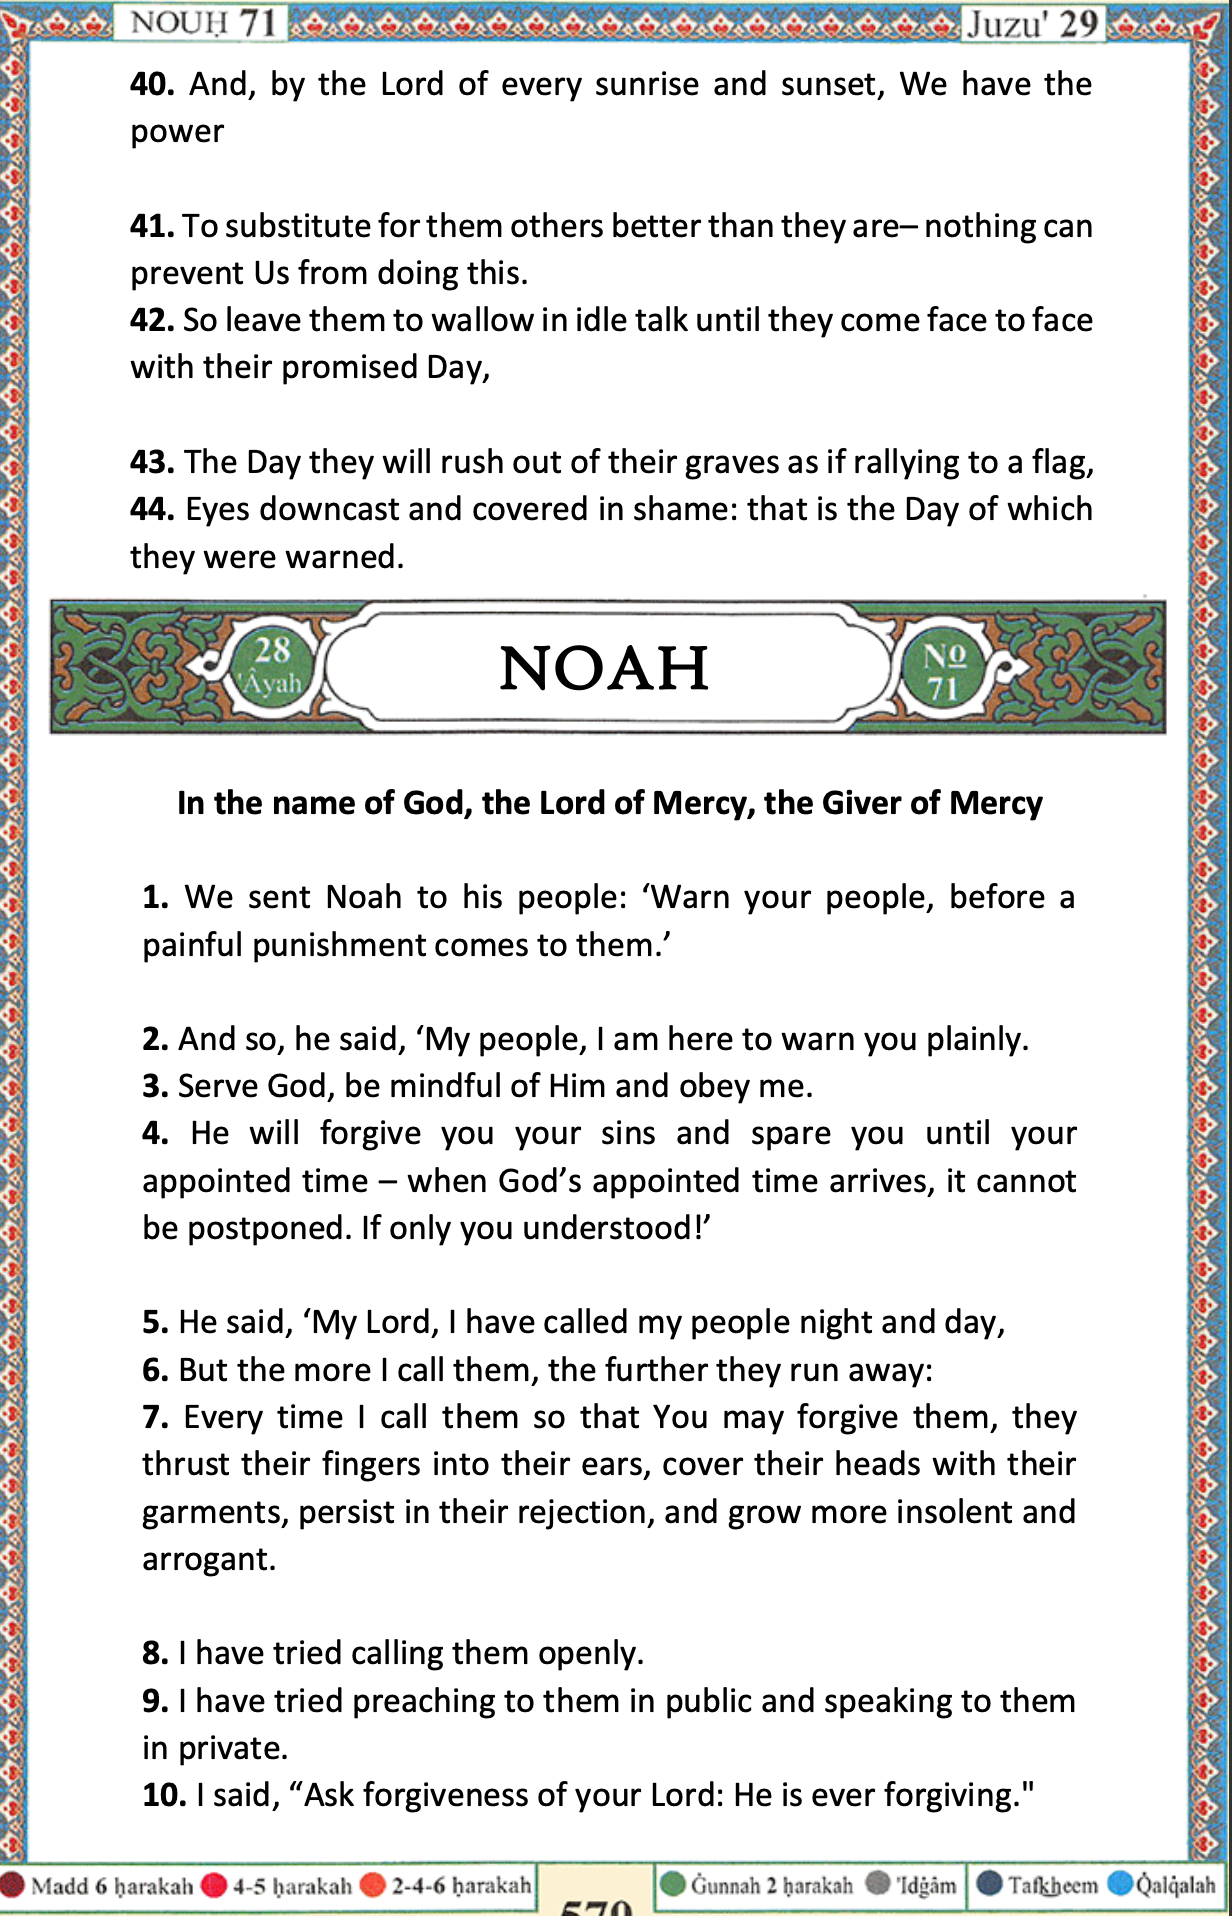 NOUḤ 71
Juzu' 29
40. And, by the Lord of every sunrise and sunset, We have the
power
41. To substitute for them others better than they are– nothing can
prevent Us from doing this.
42. So leave them to wallow in idle talk until they come face to face
with their promised Day,
43. The Day they will rush out of their graves as if rallying to a flag,
44. Eyes downcast and covered in shame: that is the Day of which
they were warned.
28
'Âyah
NOAH
Nº
71
In the name of God, the Lord of Mercy, the Giver of Mercy
1. We sent Noah to his people: ‘Warn your people, before a
painful punishment comes to them.’
2. And so, he said, ‘My people, I am here to warn you plainly.
3. Serve God, be mindful of Him and obey me.
4. He will forgive you your sins and spare you until your
appointed time – when God’s appointed time arrives, it cannot
be postponed. If only you understood!’
5. He said, ‘My Lord, I have called my people night and day,
6. But the more I call them, the further they run away:
7. Every time I call them so that You may forgive them, they
thrust their fingers into their ears, cover their heads with their
garments, persist in their rejection, and grow more insolent and
arrogant.
8. I have tried calling them openly.
9. I have tried preaching to them in public and speaking to them
in private.
10. I said, “Ask forgiveness of your Lord: He is ever forgiving."
Madd 6 ḥarakah 4-5 ḥarakah 2-4-6 ḥarakah
Ġunnah 2 ḥarakah 'Idġâm Tafkheem Q̇alq̇alah